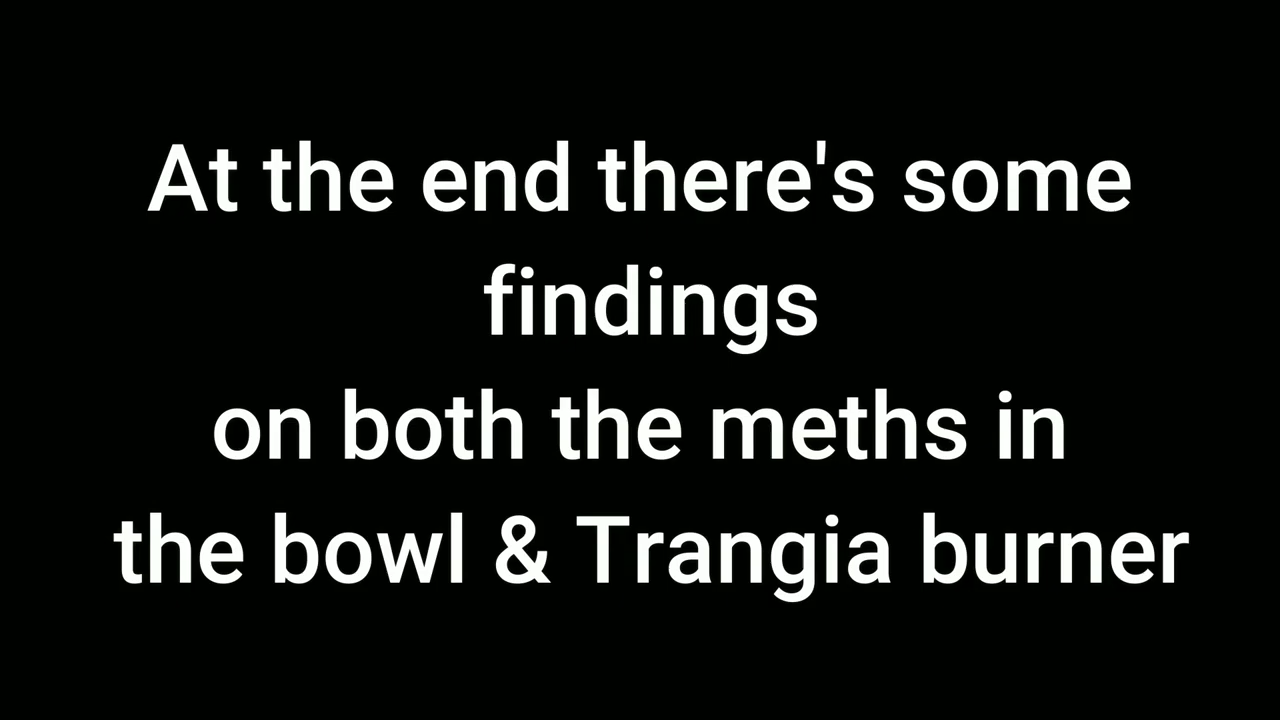 At the end there's some
findings
on both the meths in
the bowl & Trangia burner